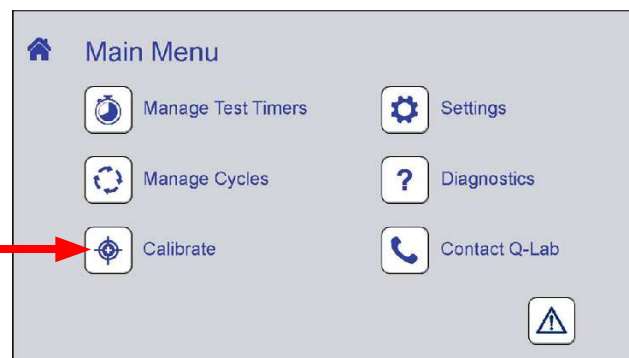 Main Menu
Manage Test Timers
Settings
Manage Cycles
?
Diagnostics
Calibrate
Contact Q-Lab